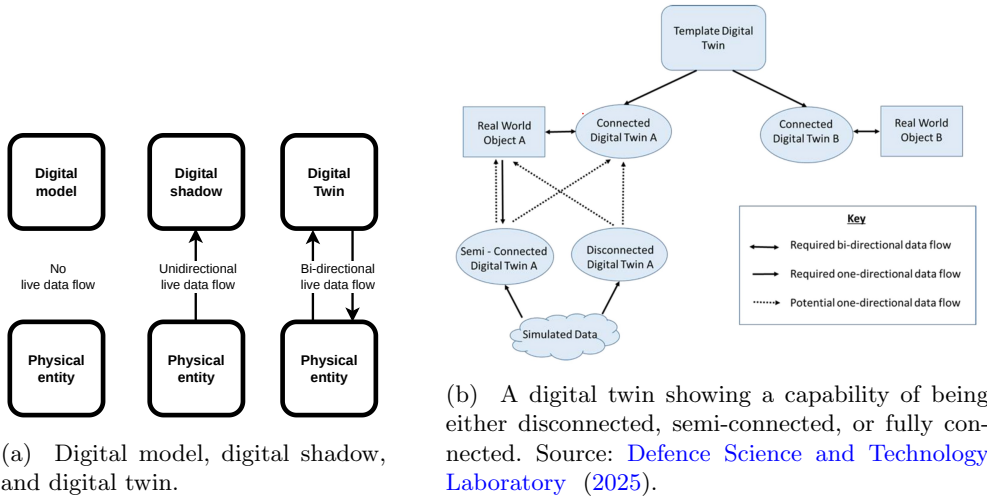 Digital
model
Digital
shadow
Digital
Twin
No
live data flow
Unidirectional
live data flow
Bi-directional
live data flow
Physical
entity
Physical
entity
Physical
entity
(a) Digital model, digital shadow,
and digital twin.
Template Digital
Twin
Real World
Object A
Connected
Digital Twin A
Connected
Digital Twin B
Real World
Object B
Semi - Connected
Digital Twin A
Disconnected
Digital Twin A
Simulated Data
Key
Required bi-directional data flow
Required one-directional data flow
Potential one-directional data flow
(b) A digital twin showing a capability of being
either disconnected, semi-connected, or fully con-
nected. Source: Defence Science and Technology
Laboratory (2025).